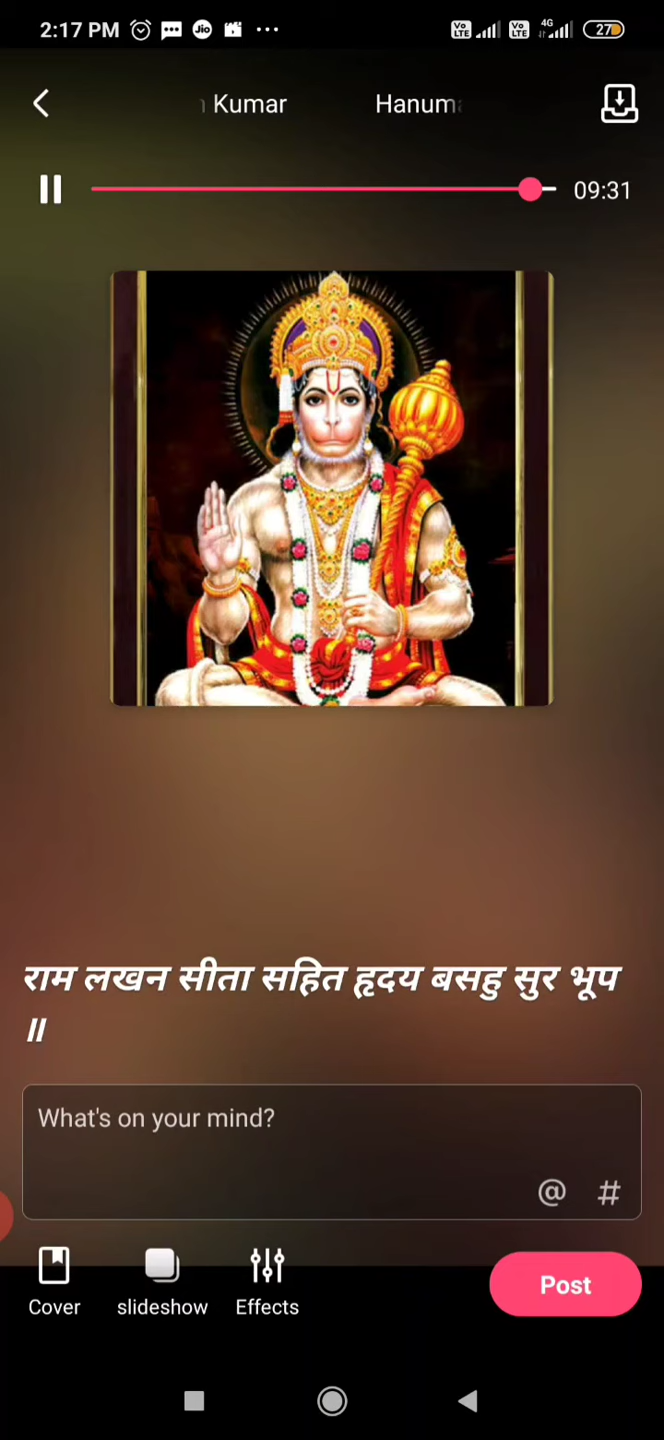 2:17 PM
27
Kumar Hanum
09:31
राम लखन सीता सहित हृदय बसहु सुर भूप
॥
What's on your mind?
@ #
Cover slideshow Effects
Post